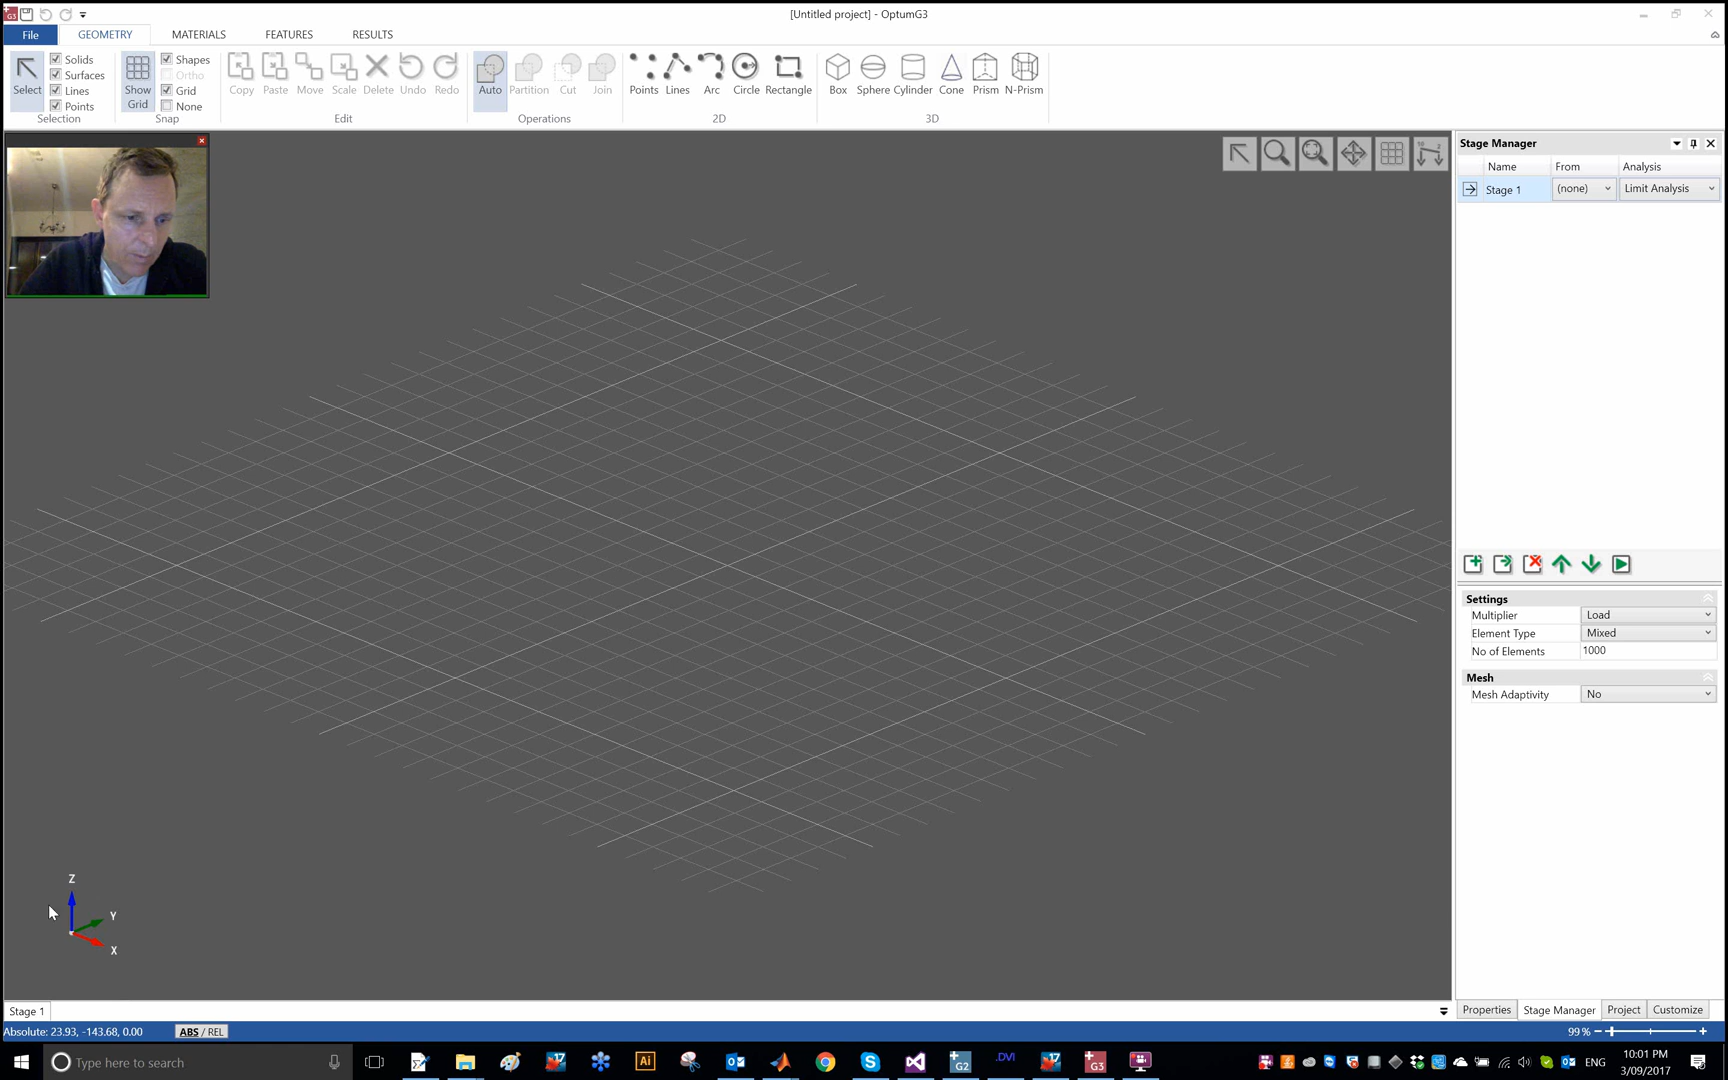 [Untitled project] - OptumG3
File GEOMETRY MATERIALS FEATURES RESULTS
Select
Solids
Surfaces
Lines
Points
Selection
Show Grid
Shapes
Ortho
Grid
None
Snap
Copy Paste Move Scale Delete Undo Redo
Edit
Auto Partition Cut Join
Operations
Points Lines Arc Circle Rectangle
2D
Box Sphere Cylinder Cone Prism N-Prism
3D
Stage Manager
Name From Analysis
Stage 1 (none) Limit Analysis
Settings
Multiplier Load
Element Type Mixed
No of Elements 1000
Mesh
Mesh Adaptivity No
Z
Y
X
Stage 1
Properties Stage Manager Project Customize
Absolute: 23.93, -143.68, 0.00 ABS / REL
99 %
Type here to search
17
Ai
G2
.DVI
17
G3
ENG
10:01 PM
3/09/2017